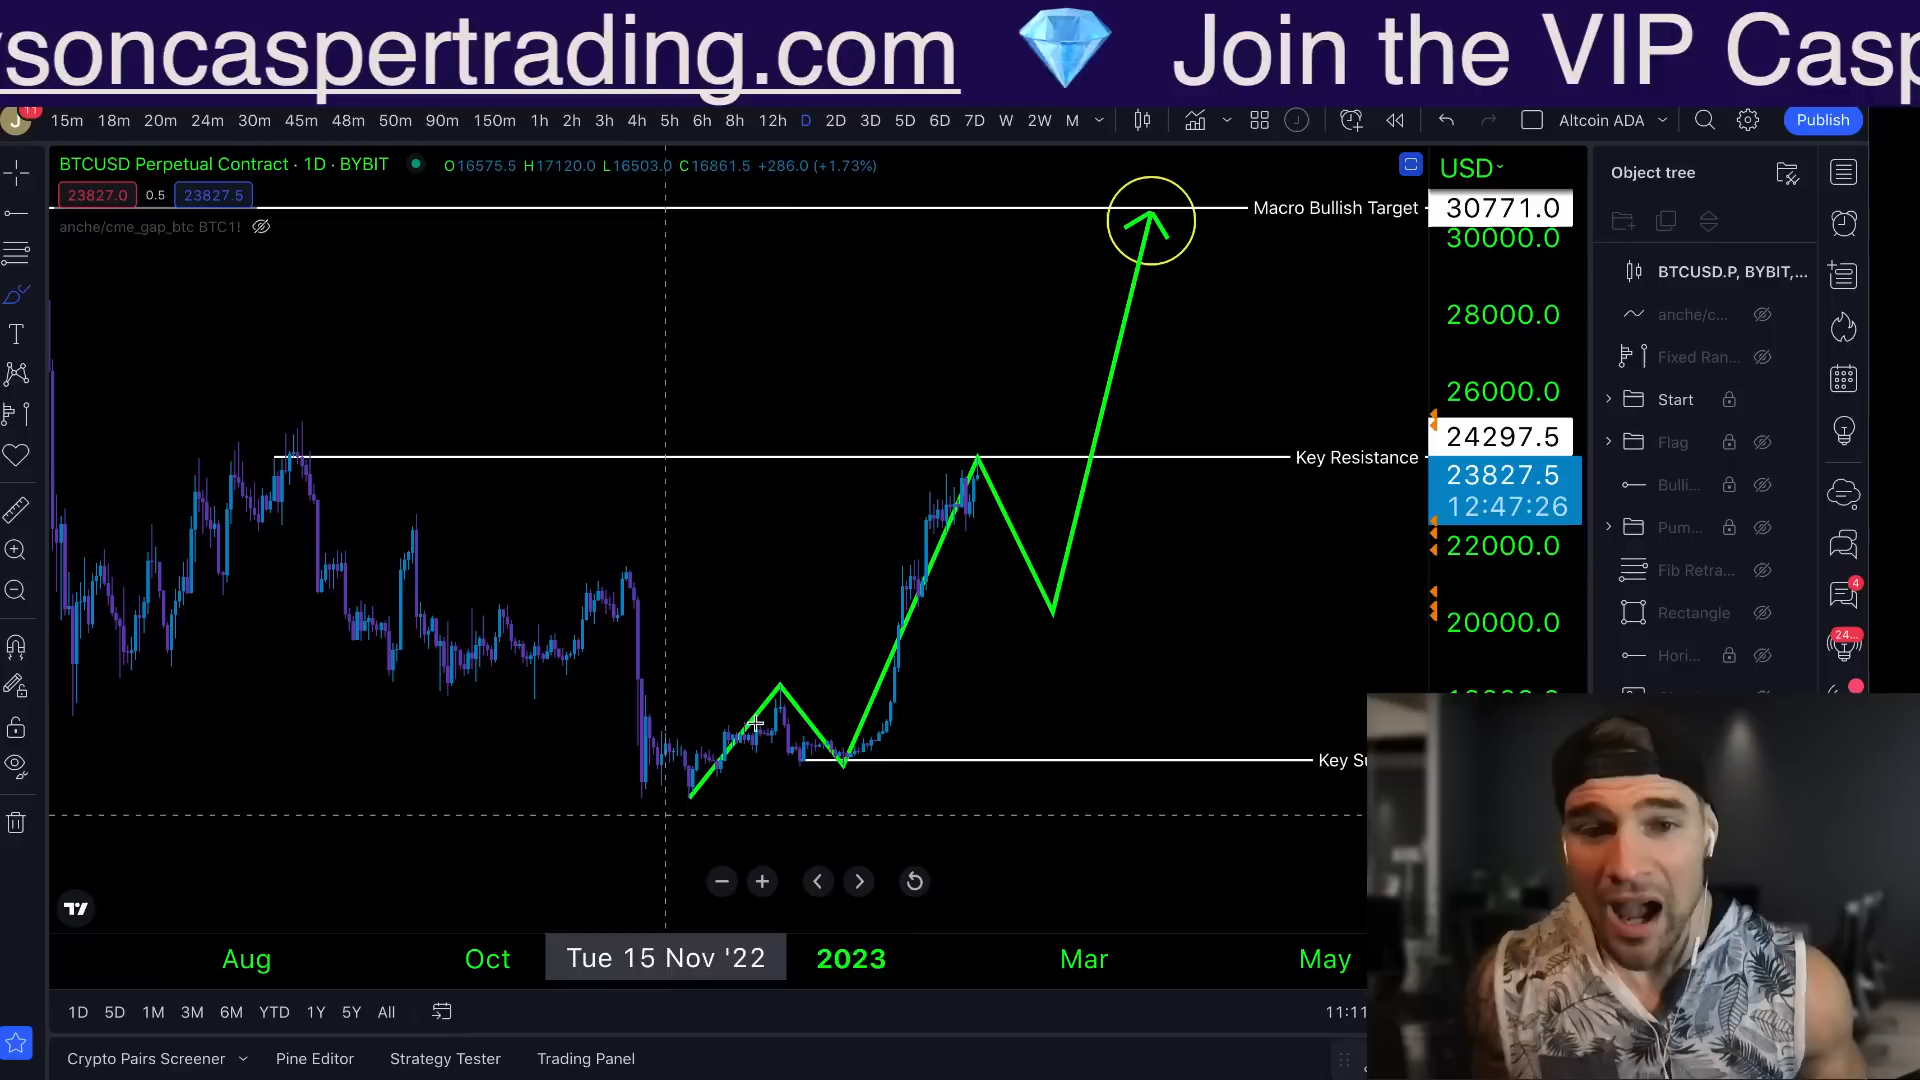 soncaspertrading.com 💎 Join the VIP Casp
J 11 15m 18m 20m 24m 30m 45m 48m 50m 90m 150m 1h 2h 3h 4h 5h 6h 8h 12h D 2D 3D 5D 6D 7D W 2W M Altcoin ADA Publish
BTCUSD Perpetual Contract · 1D · BYBIT O16575.5 H17120.0 L16503.0 C16861.5 +286.0 (+1.73%)
23827.0 0.5 23827.5
anche/cme_gap_btc BTC1!
USD
Macro Bullish Target 30771.0
30000.0
28000.0
26000.0
24297.5
Key Resistance
23827.5
12:47:26
22000.0
20000.0
Key Su
Object tree
BTCUSD.P, BYBIT,...
anche/c...
Fixed Ran...
Start
Flag
Bulli...
Pum...
Fib Retra...
Rectangle
Hori...
4
24...
Aug Oct Tue 15 Nov '22 2023 Mar May
1D 5D 1M 3M 6M YTD 1Y 5Y All 11:11
Crypto Pairs Screener Pine Editor Strategy Tester Trading Panel